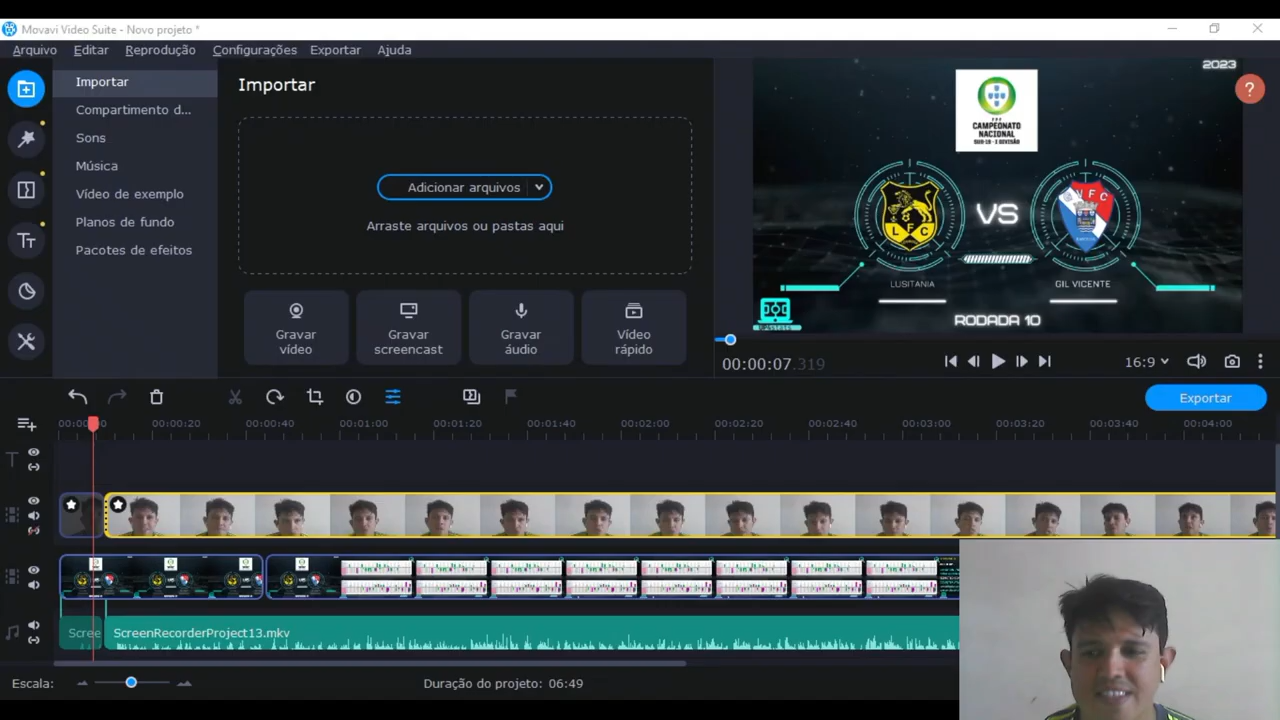 Movavi Video Suite - Novo projeto *
Arquivo Editar Reprodução Configurações Exportar Ajuda
Importar
Compartimento d...
Sons
Música
Vídeo de exemplo
Planos de fundo
Pacotes de efeitos
Importar
Adicionar arquivos
Arraste arquivos ou pastas aqui
Gravar
vídeo
Gravar
screencast
Gravar
áudio
Vídeo
rápido
2023
?
CAMPEONATO
NACIONAL
LFC
VS
LUSITANIA
GIL VICENTE
RODADA 10
00:00:07.319
16:9
Exportar
00:00:20 00:00:40 00:01:00 00:01:20 00:01:40 00:02:00 00:02:20 00:02:40 00:03:00 00:03:20 00:03:40 00:04:00
Scree
ScreenRecorderProject13.mkv
Escala:
Duração do projeto: 06:49